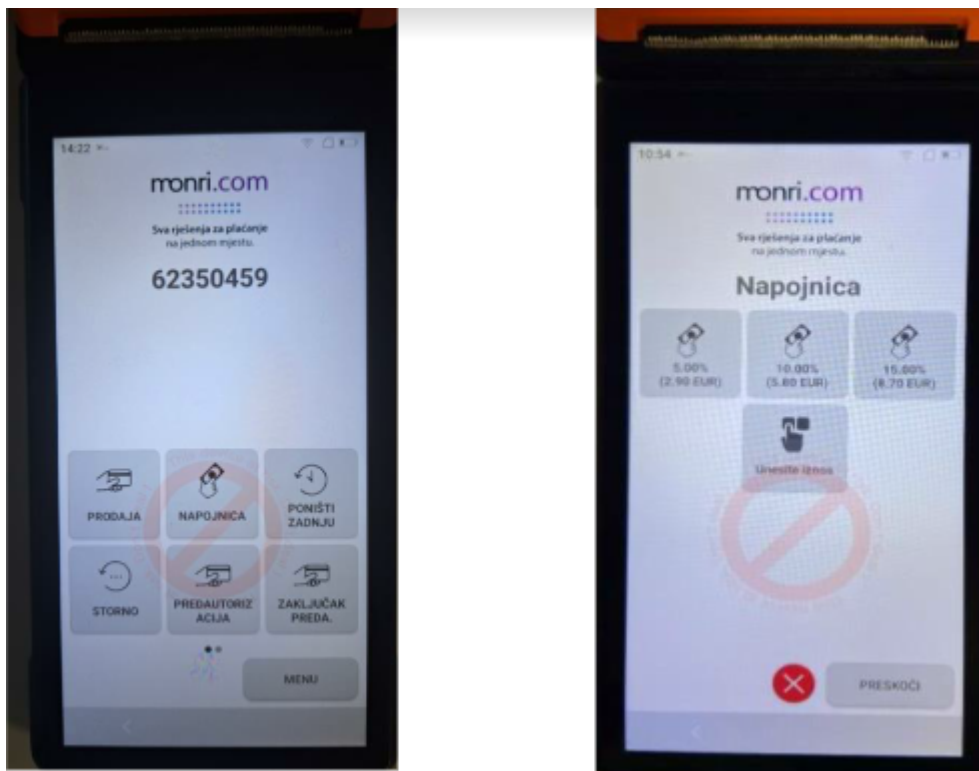 14:22
monri.com
Sva rješenja za plaćanje
na jednom mjestu.
62350459
PRODAJA
NAPOJNICA
PONIŠTI
ZADNJU
STORNO
PREDAUTORIZ
ACIJA
ZAKLJUČAK
PREDA.
MENU
10:54
monri.com
Sva rješenja za plaćanje
na jednom mjestu.
Napojnica
5.00%
(2.90 EUR)
10.00%
(5.80 EUR)
15.00%
(8.70 EUR)
Unesite iznos
PRESKOČI